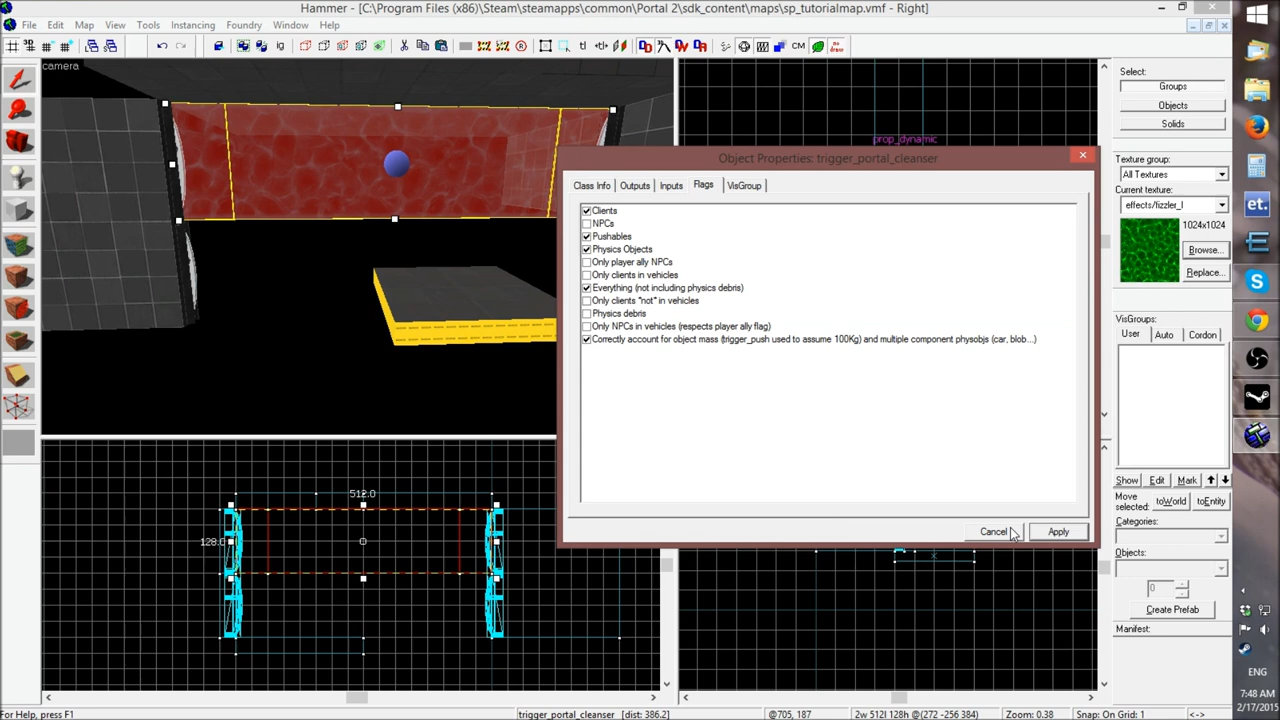 Hammer - [C:\Program Files (x86)\Steam\steamapps\common\Portal 2\sdk_content\maps\sp_tutorialmap.vmf - Right]
File Edit Map View Tools Instancing Foundry Window Help
3D
ig
tl
CM
camera
prop_dynamic
Object Properties: trigger_portal_cleanser
Class Info Outputs Inputs Flags VisGroup
Clients
NPCs
Pushables
Physics Objects
Only player ally NPCs
Only clients in vehicles
Everything (not including physics debris)
Only clients *not* in vehicles
Physics debris
Only NPCs in vehicles (respects player ally flag)
Correctly account for object mass (trigger_push used to assume 100Kg) and multiple component physobjs (car, blob...)
Cancel Apply
512.0
128.0
Select:
Groups
Objects
Solids
Texture group:
All Textures
Current texture:
effects/fizzler_l
1024x1024
Browse...
Replace...
VisGroups:
User Auto Cordon
Show Edit Mark
Move selected: toWorld toEntity
Categories:
Objects:
0
Create Prefab
Manifest:
et.
ENG
7:48 AM
2/17/2015
For Help, press F1
trigger_portal_cleanser [dist: 386.2]
@705, 187
2w 512l 128h @(272 -256 384)
Zoom: 0.38
Snap: On Grid: 1
<->